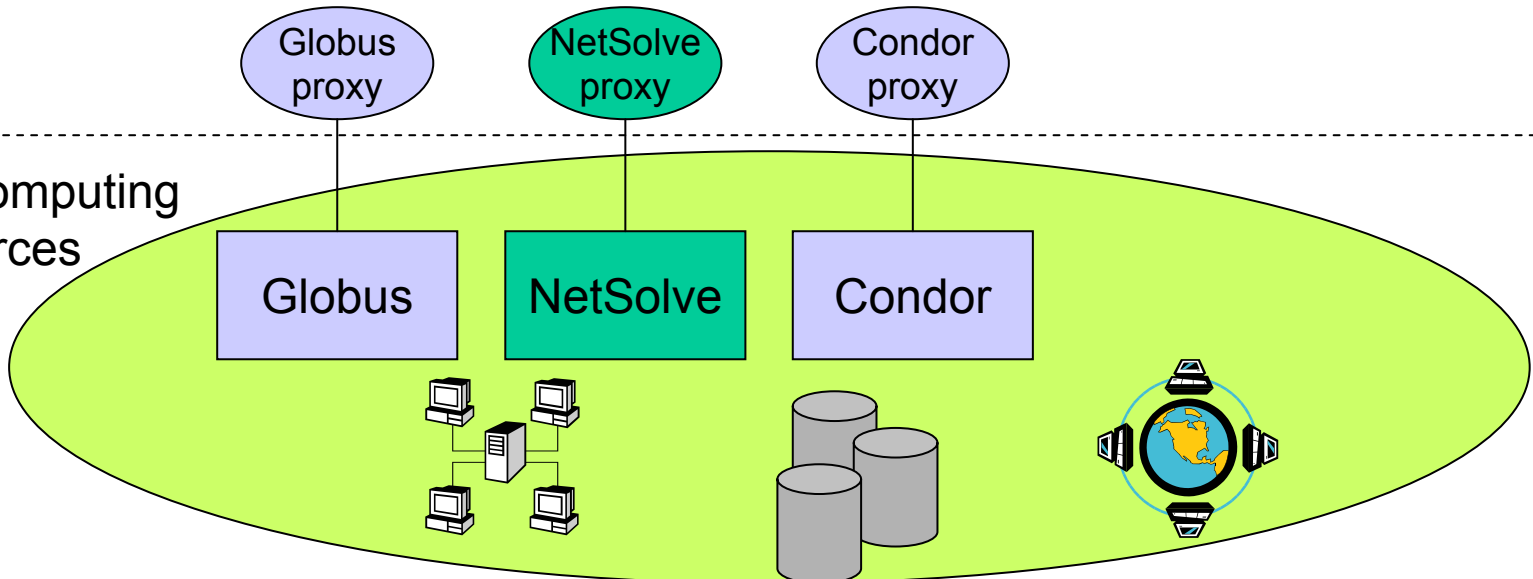 Globus
proxy
NetSolve
proxy
Condor
proxy
omputing
rces
Globus
NetSolve
Condor